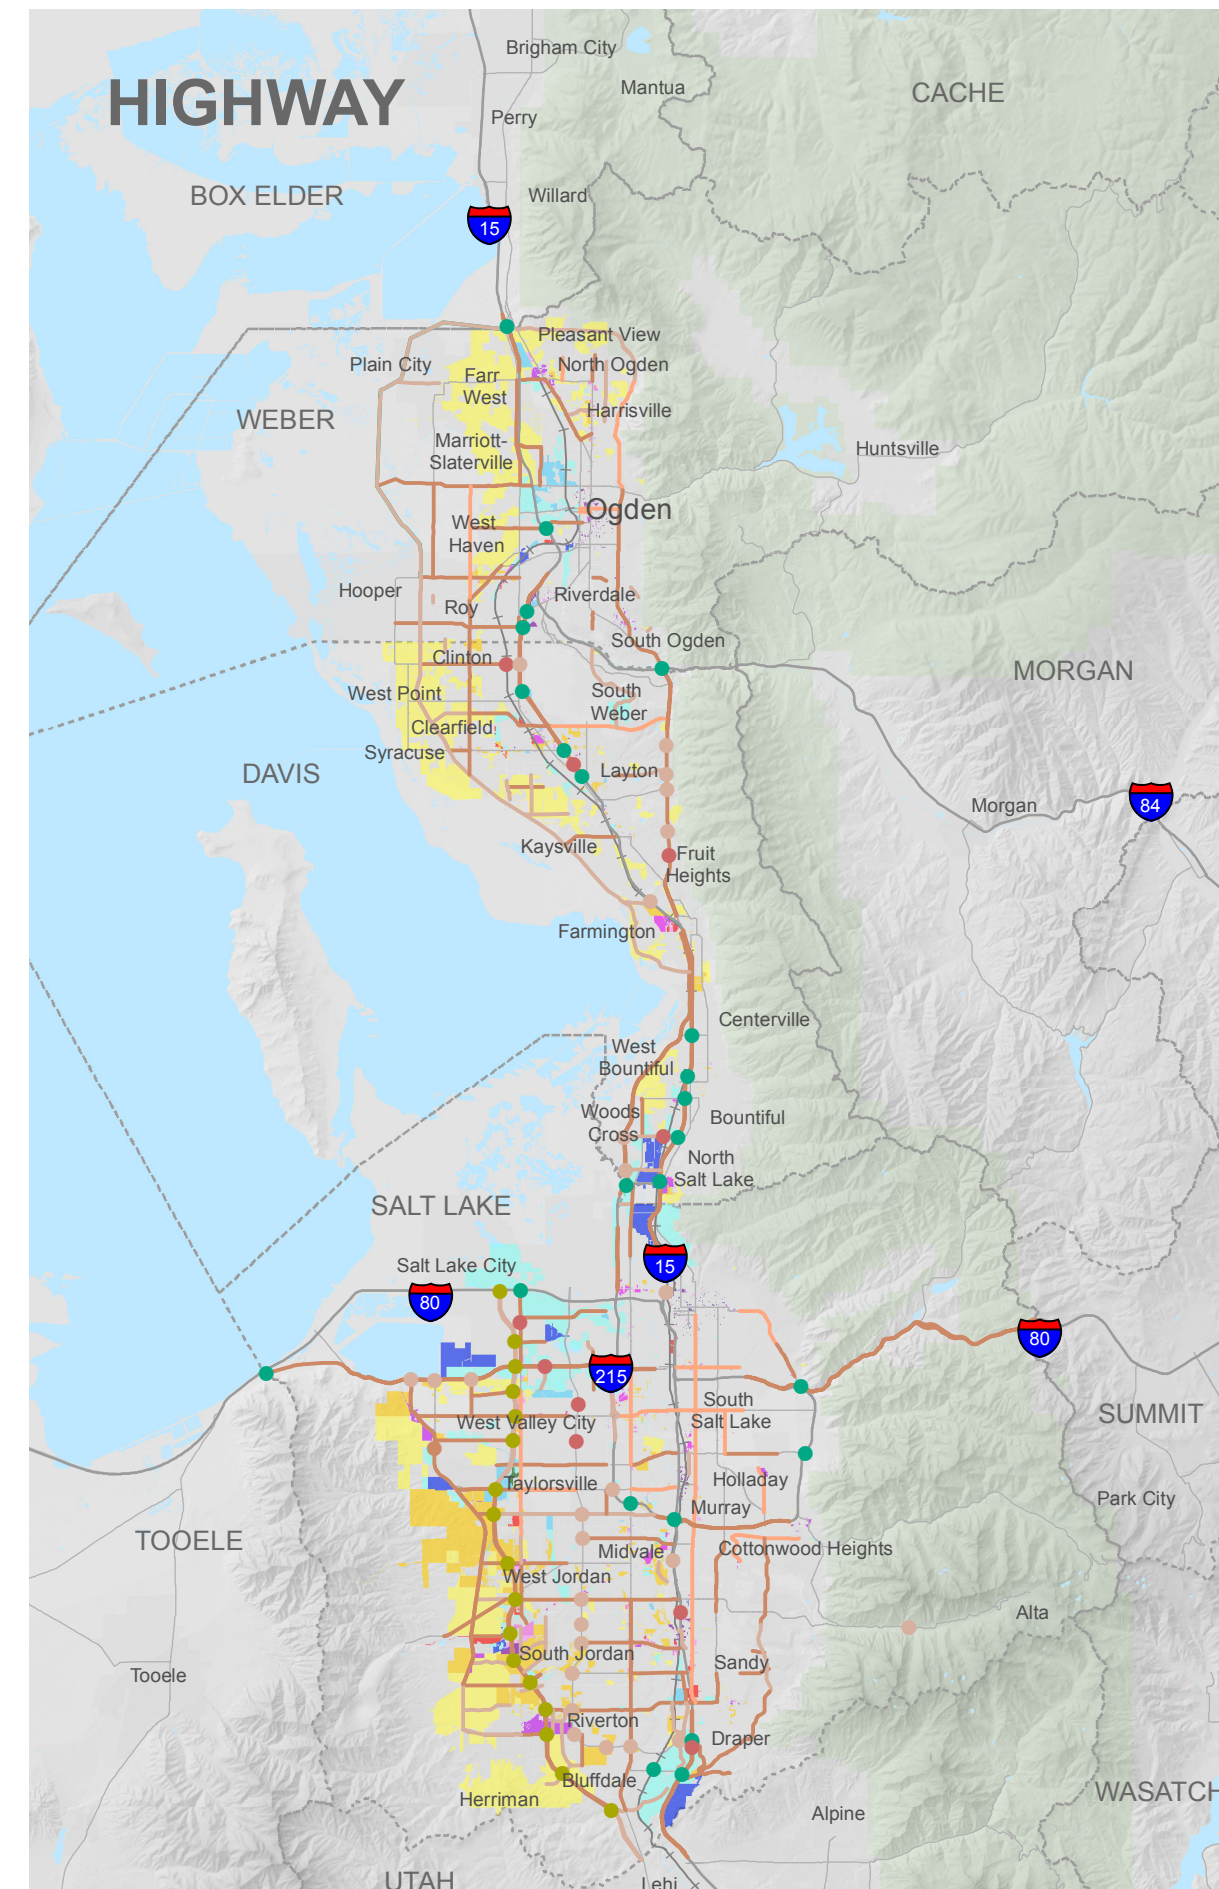 Brigham City
HIGHWAY
Mantua
CACHE
Perry
BOX ELDER
Willard
15
Pleasant View
Plain City
North Ogden
Farr
West
WEBER
Harrisville
Marriott-
Slaterville
Huntsville
Ogden
West
Haven
Hooper
Riverdale
Roy
South Ogden
Clinton
MORGAN
West Point
South
Weber
Clearfield
Syracuse
DAVIS
Layton
Morgan
84
Kaysville
Fruit
Heights
Farmington
Centerville
West
Bountiful
Woods
Cross
Bountiful
North
Salt Lake
SALT LAKE
Salt Lake City
15
80
80
215
South
Salt Lake
SUMMIT
West Valley City
Taylorsville
Holladay
Park City
Murray
TOOELE
Midvale
Cottonwood Heights
West Jordan
Alta
South Jordan
Sandy
Tooele
Riverton
Draper
Bluffdale
Herriman
WASATCH
Alpine
UTAH
Lehi